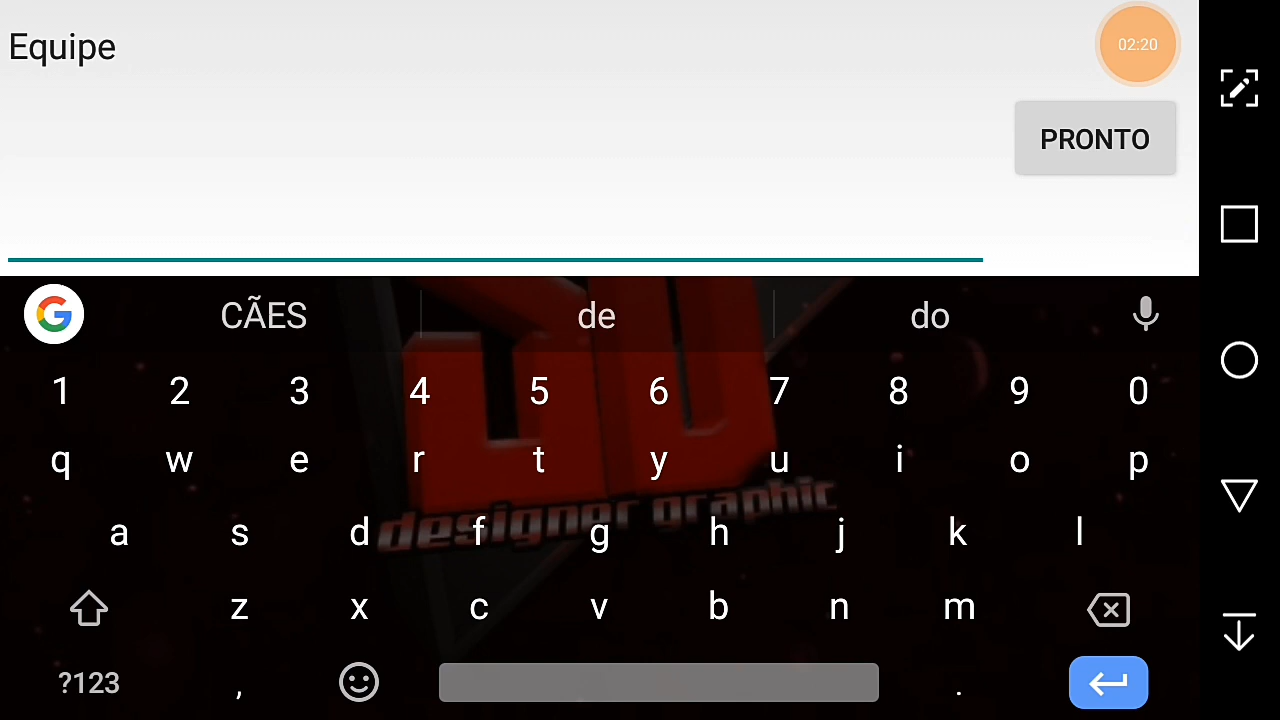 Equipe
02:20
PRONTO
CÃES de do
1 2 3 4 5 6 7 8 9 0
q w e r t y u i o p
a s d f g h j k l
designer graphic
z x c v b n m
?123 , .